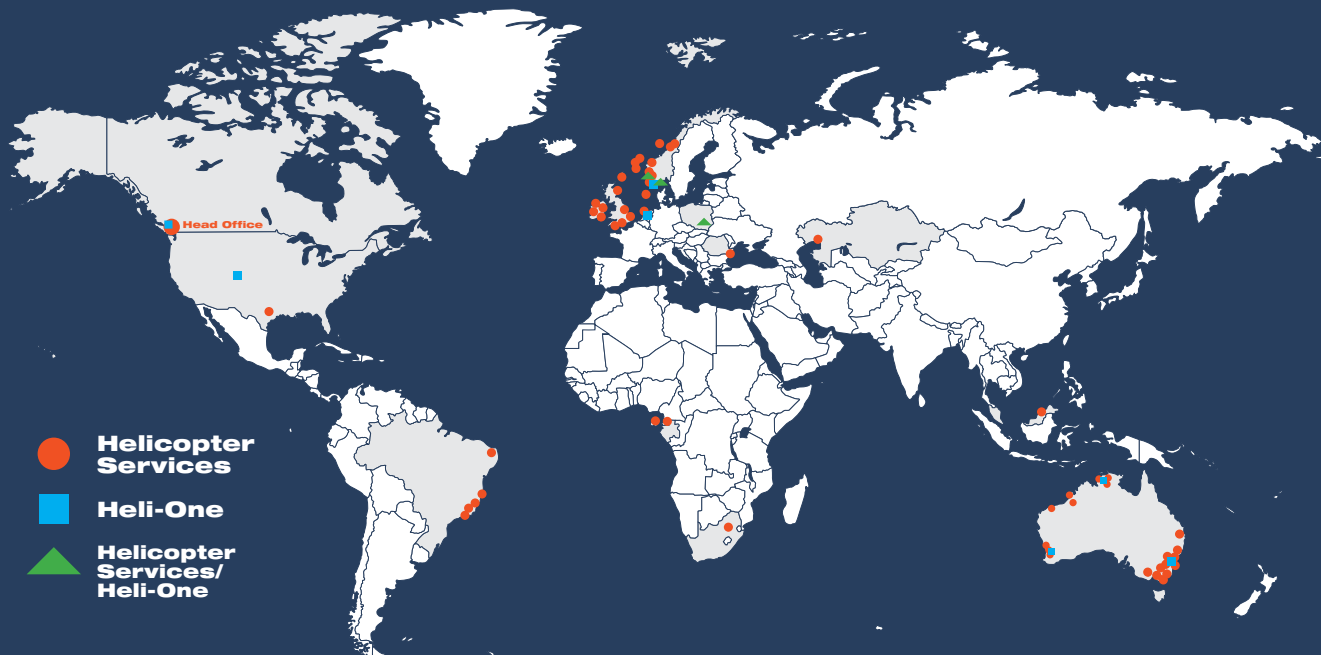 Head Office
Helicopter
Services
Heli-One
Helicopter
Services/
Heli-One